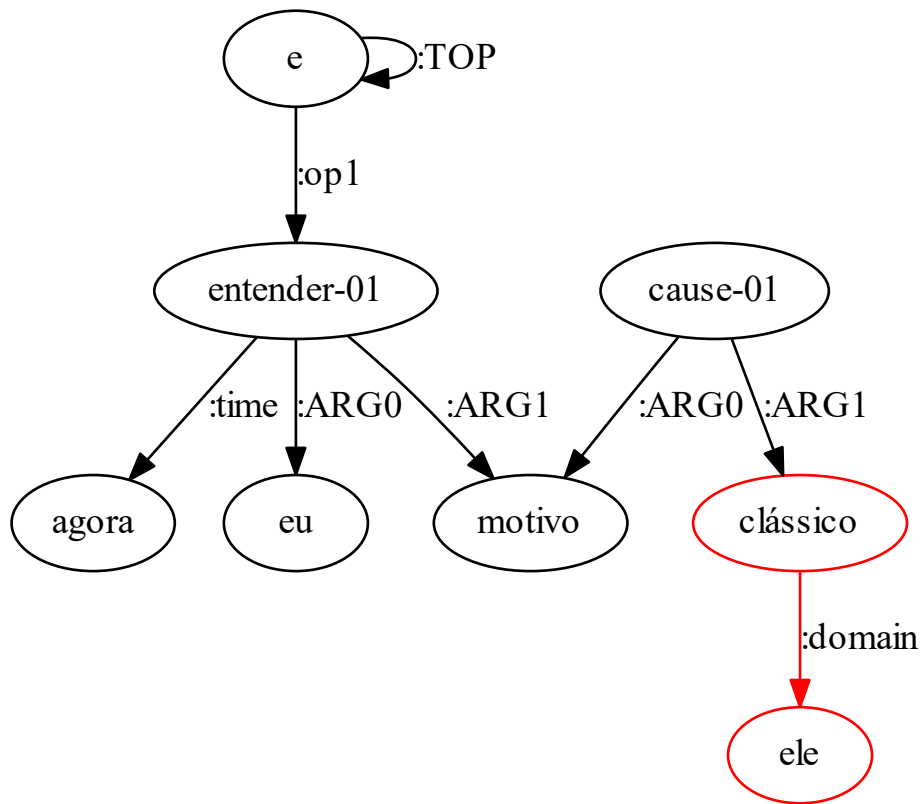 e :TOP
:op1
entender-01 cause-01
:time :ARG0 :ARG1 :ARG0 :ARG1
agora eu motivo clássico
:domain
ele